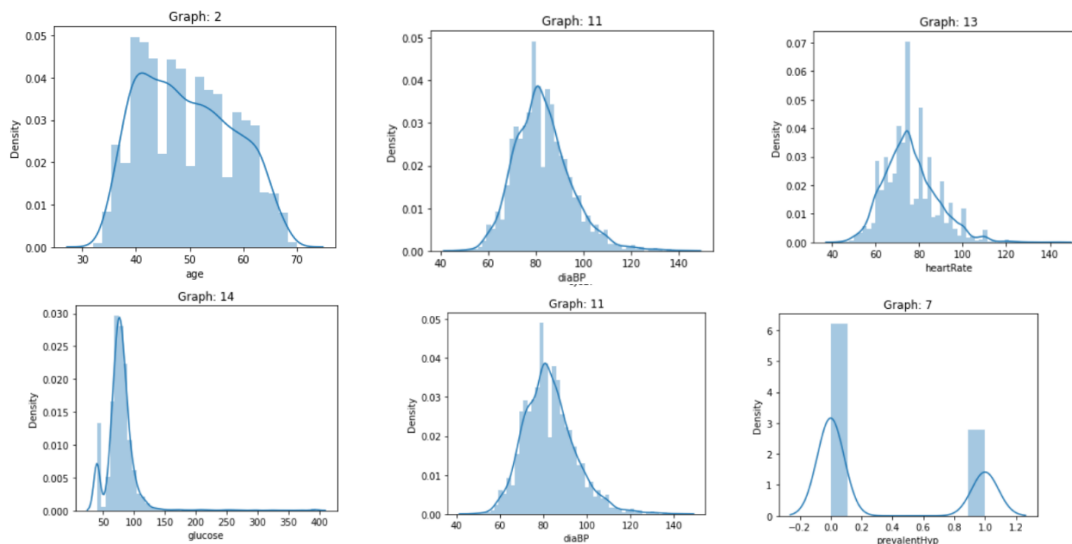 Graph: 2
0.05
0.04
0.03
0.02
0.01
0.00
Density
30 40 50 60 70
age
Graph: 11
0.05
0.04
0.03
0.02
0.01
0.00
Density
40 60 80 100 120 140
diaBP
Graph: 13
0.07
0.06
0.05
0.04
0.03
0.02
0.01
0.00
Density
40 60 80 100 120 140
heartRate
Graph: 14
0.030
0.025
0.020
0.015
0.010
0.005
0.000
Density
50 100 150 200 250 300 350 400
glucose
Graph: 11
0.05
0.04
0.03
0.02
0.01
0.00
Density
40 60 80 100 120 140
diaBP
Graph: 7
6
5
4
3
2
1
0
Density
−0.2 0.0 0.2 0.4 0.6 0.8 1.0 1.2
prevalentHyp